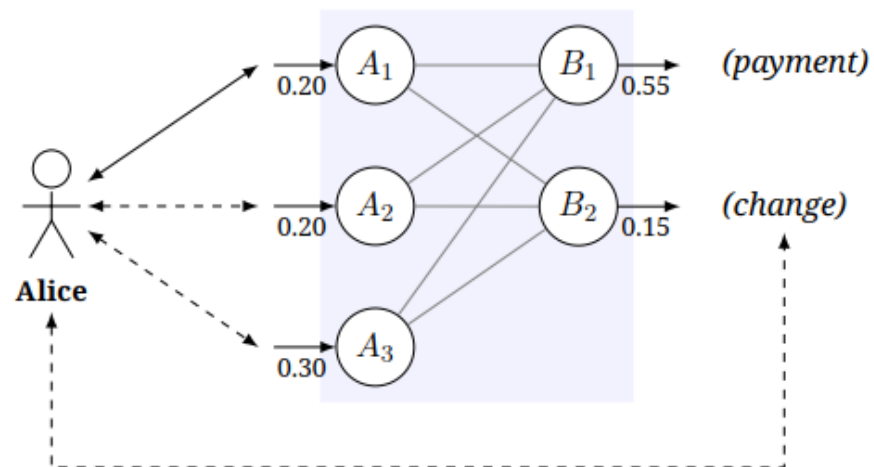 A₁ B₁ (payment)
0.20 0.55
A₂ B₂ (change)
0.20 0.15
Alice
A₃
0.30